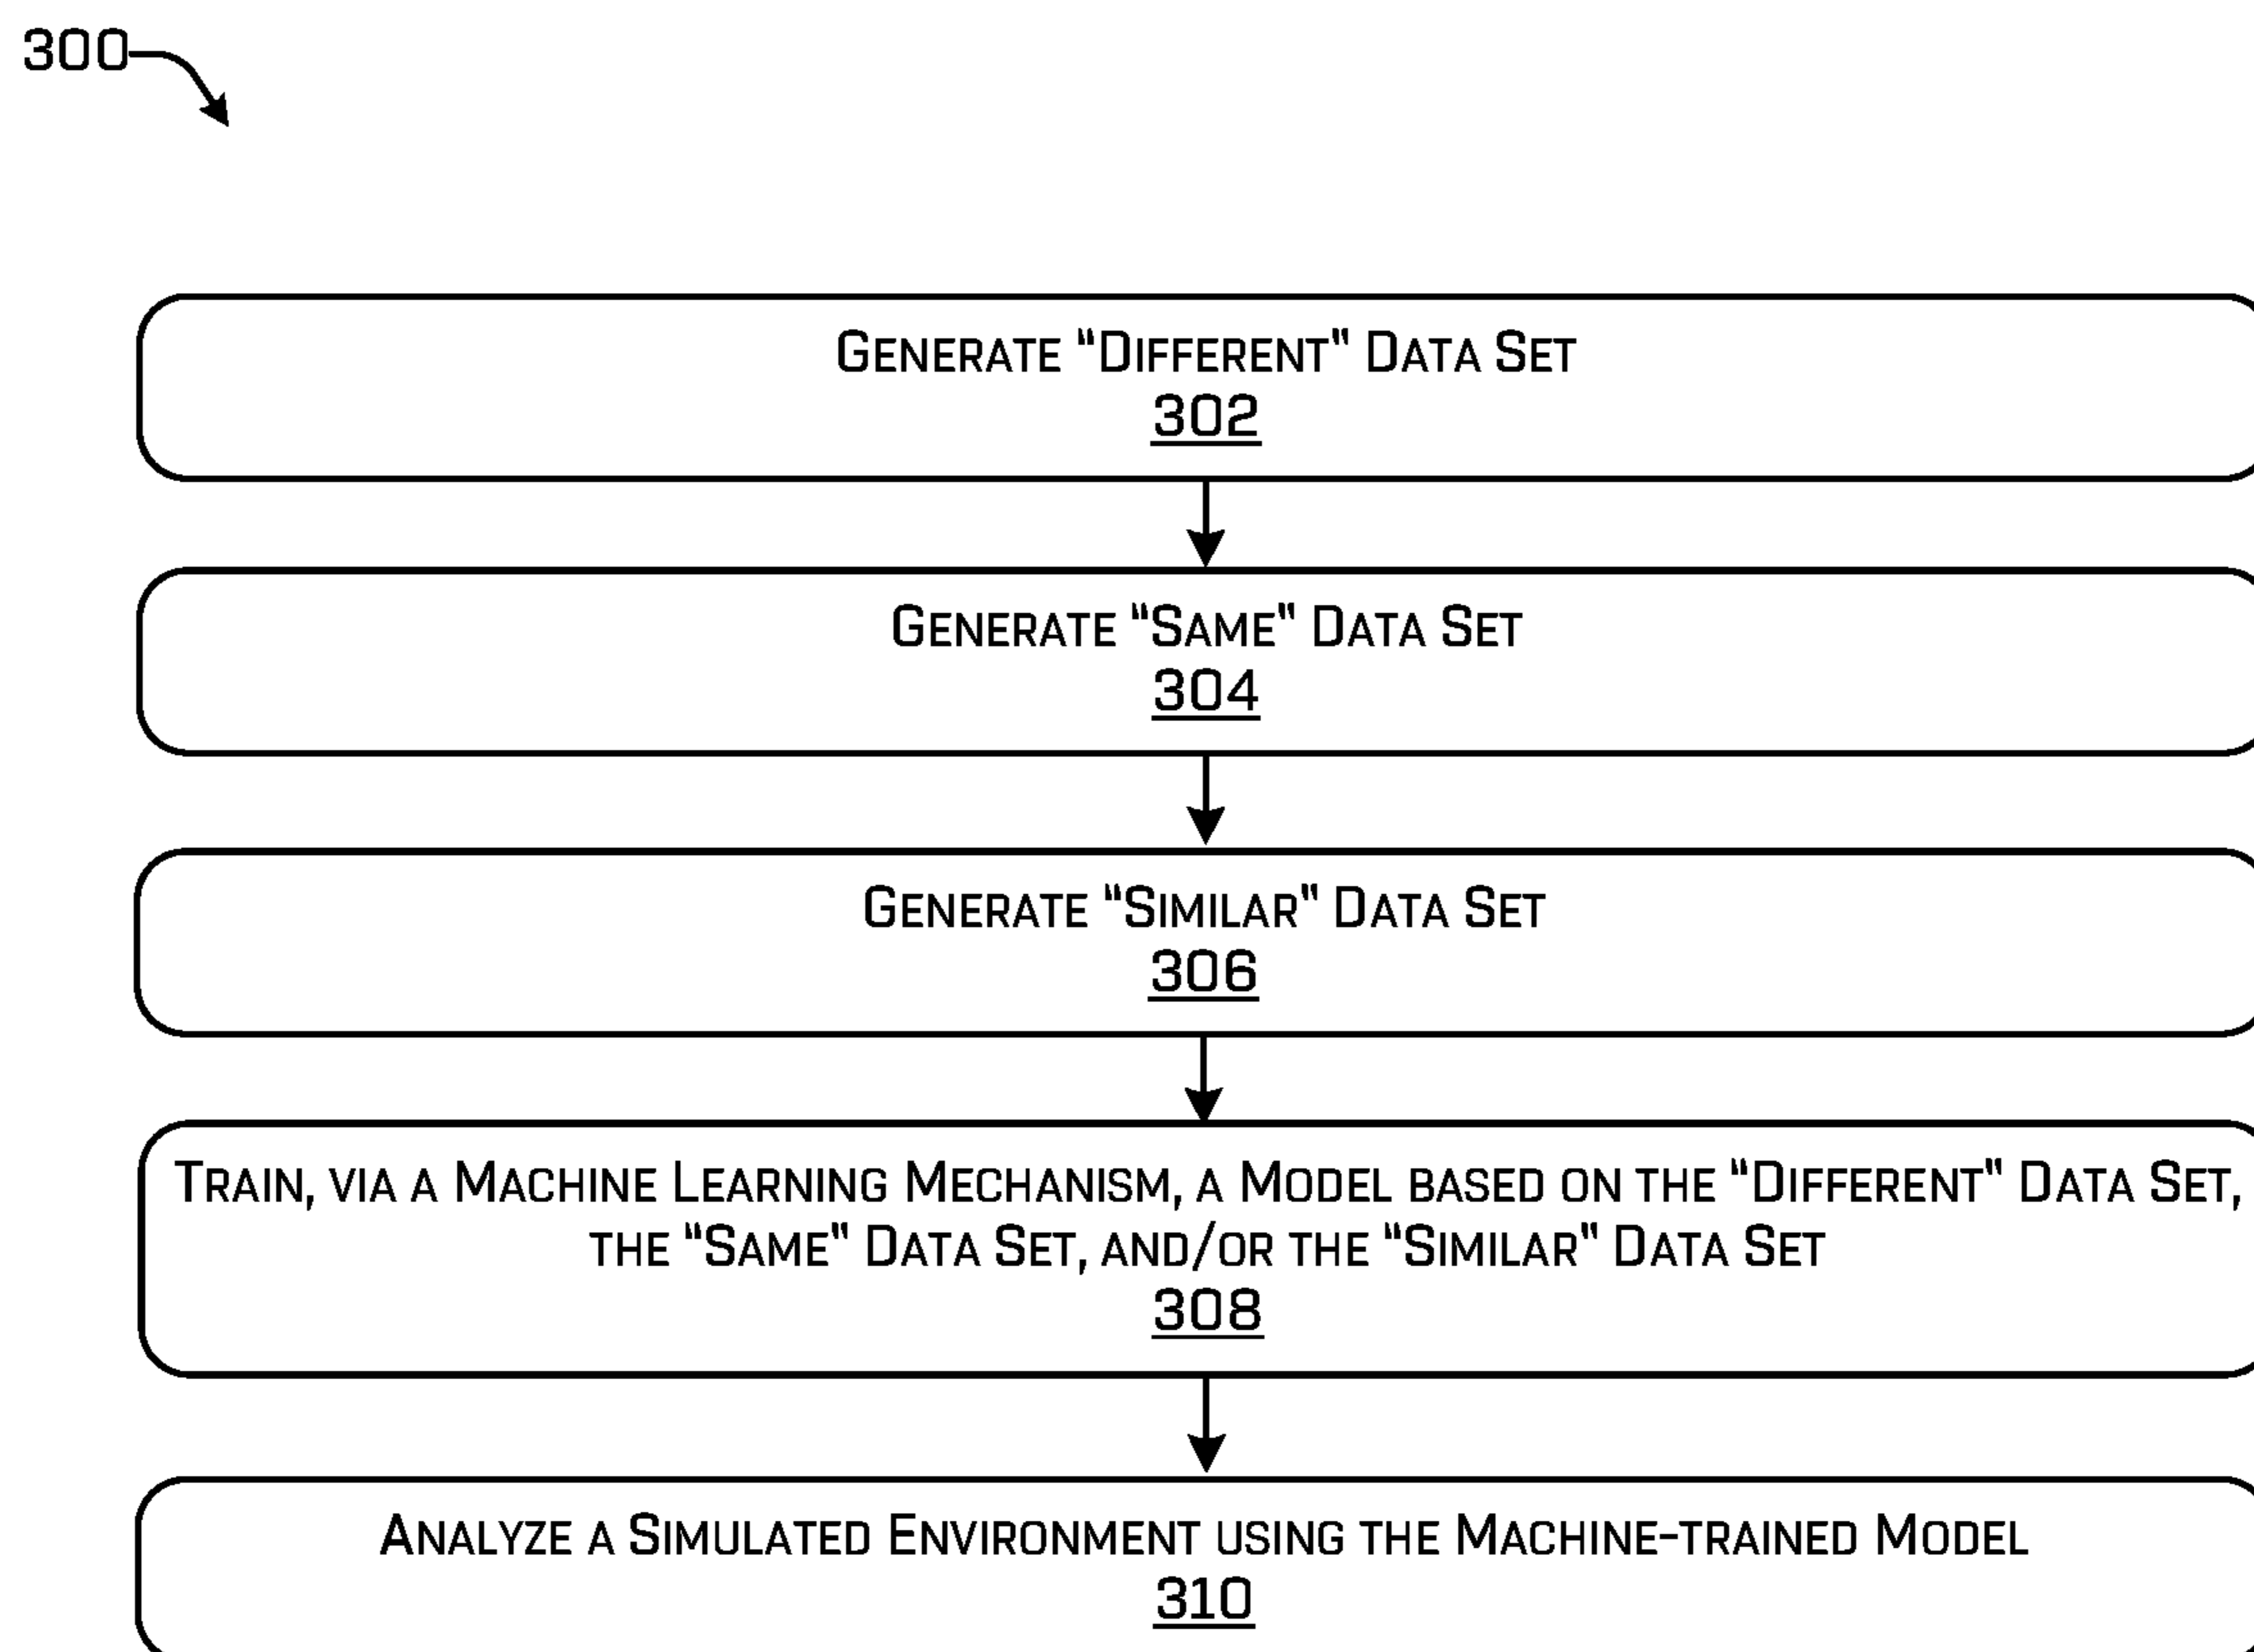 300
Generate "Different" Data Set
302
Generate "Same" Data Set
304
Generate "Similar" Data Set
306
Train, via a Machine Learning Mechanism, a Model based on the "Different" Data Set,
the "Same" Data Set, and/or the "Similar" Data Set
308
Analyze a Simulated Environment using the Machine-trained Model
310